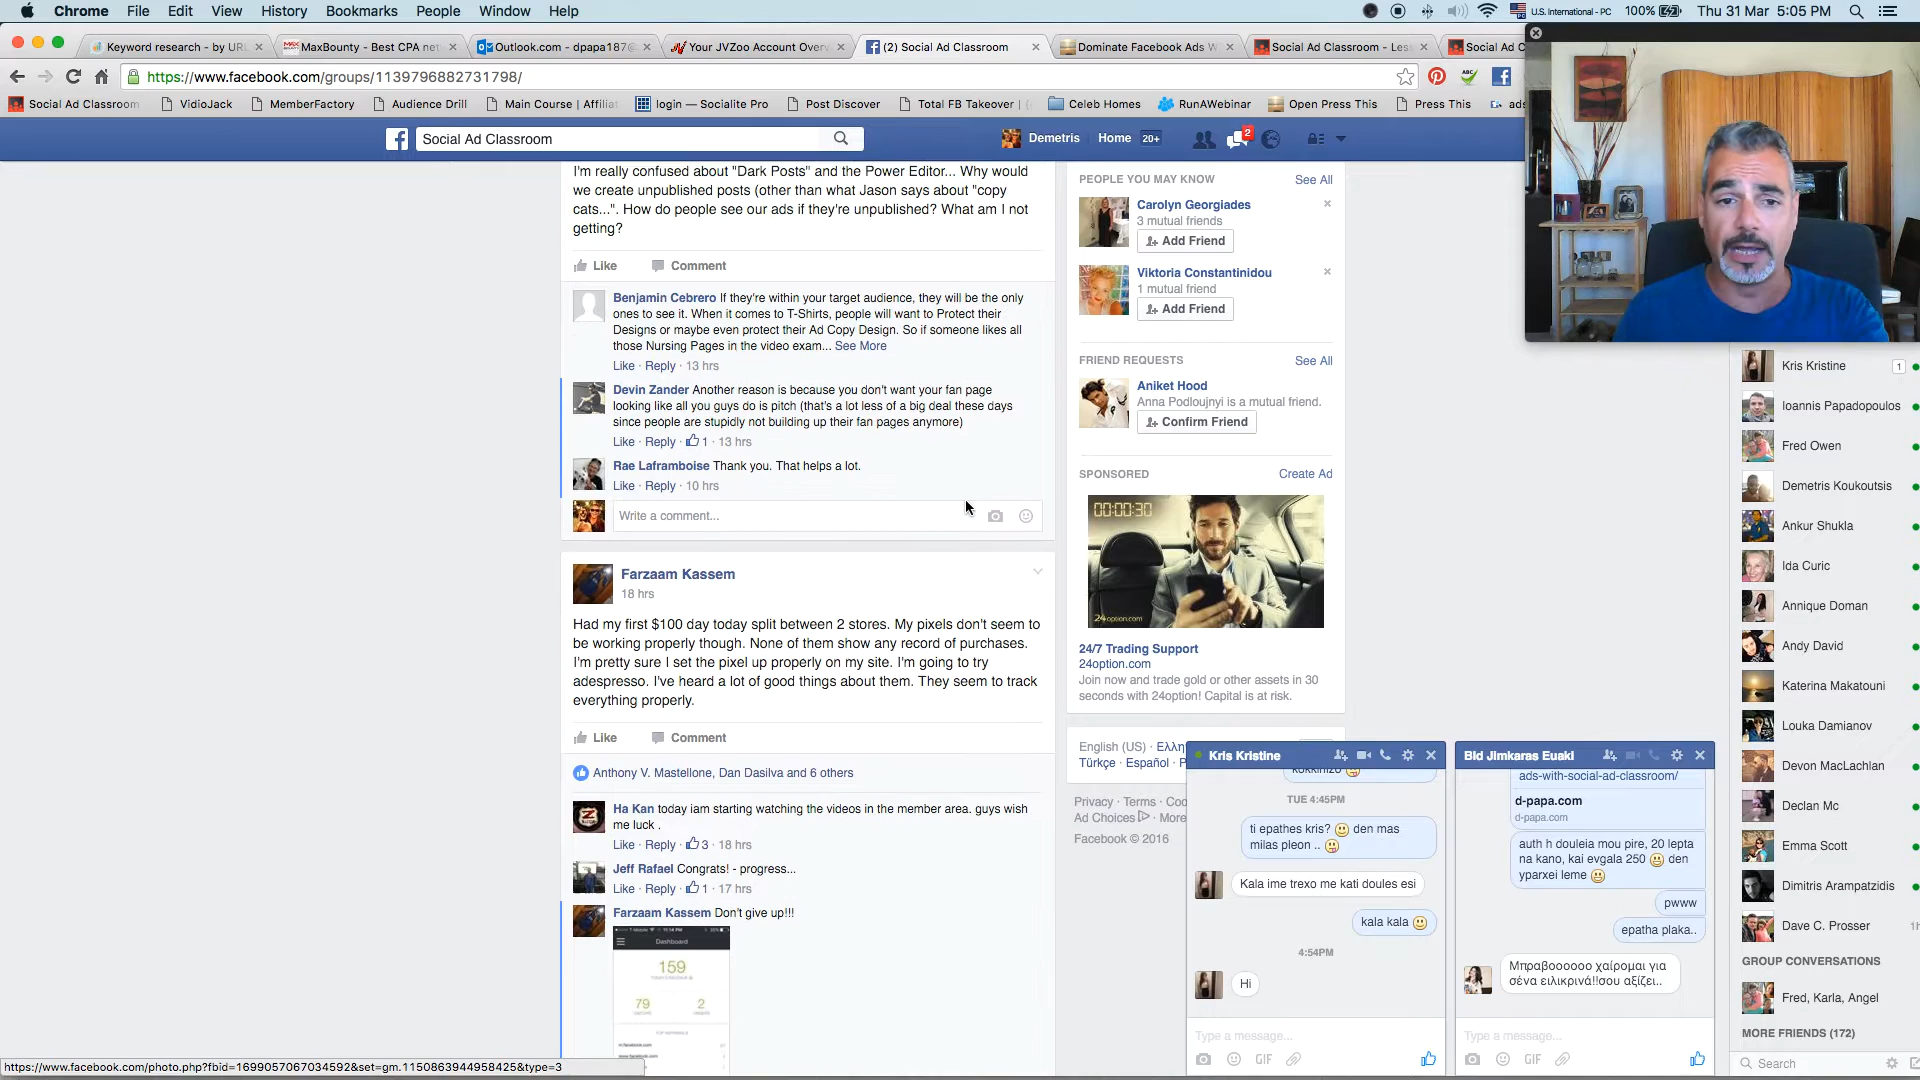 Chrome File Edit View History Bookmarks People Window Help
U.S. International - PC 100% Thu 31 Mar 5:05 PM
Keyword research - by URL
MaxBounty - Best CPA net
Outlook.com - dpapa187@
Your JVZoo Account Overv
(2) Social Ad Classroom
Dominate Facebook Ads W
Social Ad Classroom - Les
Social Ad C
https://www.facebook.com/groups/1139796882731798/
Social Ad Classroom
VidioJack
MemberFactory
Audience Drill
Main Course | Affilia
login — Socialite Pro
Post Discover
Total FB Takeover |
Celeb Homes
RunAWebinar
Open Press This
Press This
ads
Social Ad Classroom
Demetris Home 20+
2
I'm really confused about "Dark Posts" and the Power Editor... Why would
we create unpublished posts (other than what Jason says about "copy
cats...". How do people see our ads if they're unpublished? What am I not
getting?
Like Comment
Benjamin Cebrero If they're within your target audience, they will be the only
ones to see it. When it comes to T-Shirts, people will want to Protect their
Designs or maybe even protect their Ad Copy Design. So if someone likes all
those Nursing Pages in the video exam... See More
Like · Reply · 13 hrs
Devin Zander Another reason is because you don't want your fan page
looking like all you guys do is pitch (that's a lot less of a big deal these days
since people are stupidly not building up their fan pages anymore)
Like · Reply · 1 · 13 hrs
Rae Laframboise Thank you. That helps a lot.
Like · Reply · 10 hrs
Write a comment...
Farzaam Kassem
18 hrs
Had my first $100 day today split between 2 stores. My pixels don't seem to
be working properly though. None of them show any record of purchases.
I'm pretty sure I set the pixel up properly on my site. I'm going to try
adespresso. I've heard a lot of good things about them. They seem to track
everything properly.
Like Comment
Anthony V. Mastellone, Dan Dasilva and 6 others
Ha Kan today iam starting watching the videos in the member area. guys wish
me luck .
Like · Reply · 3 · 18 hrs
Jeff Rafael Congrats! - progress...
Like · Reply · 1 · 17 hrs
Farzaam Kassem Don't give up!!!
Dashboard
159
79 2
https://www.facebook.com/photo.php?fbid=1699057067034592&set=gm.1150863944958425&type=3
PEOPLE YOU MAY KNOW See All
Carolyn Georgiades
3 mutual friends
Add Friend
Viktoria Constantinidou
1 mutual friend
Add Friend
FRIEND REQUESTS See All
Aniket Hood
Anna Podloujnyi is a mutual friend.
Confirm Friend
SPONSORED Create Ad
00:00:30
24option.com
24/7 Trading Support
24option.com
Join now and trade gold or other assets in 30
seconds with 24option! Capital is at risk.
English (US) · Ελλη
Türkçe · Español · P
Privacy · Terms · Coo
Ad Choices · More
Facebook © 2016
Kris Kristine
kokkinizo
TUE 4:45PM
ti epathes kris? den mas
milas pleon ..
Kala ime trexo me kati doules esi
kala kala
4:54PM
Hi
Type a message...
GIF
Bld Jimkaras Euaki
ads-with-social-ad-classroom/
d-papa.com
d-papa.com
auth h douleia mou pire, 20 lepta
na kano, kai evgala 250 den
yparxei leme
pwww
epatha plaka..
Μπραβοοοοοο χαίρομαι για
σένα ειλικρινά!!σου αξίζει..
Type a message...
GIF
Kris Kristine 1
Ioannis Papadopoulos
Fred Owen
Demetris Koukoutsis
Ankur Shukla
Ida Curic
Annique Doman
Andy David
Katerina Makatouni
Louka Damianov
Devon MacLachlan
Declan Mc
Emma Scott
Dimitris Arampatzidis
Dave C. Prosser 1h
GROUP CONVERSATIONS
Fred, Karla, Angel
MORE FRIENDS (172)
Search